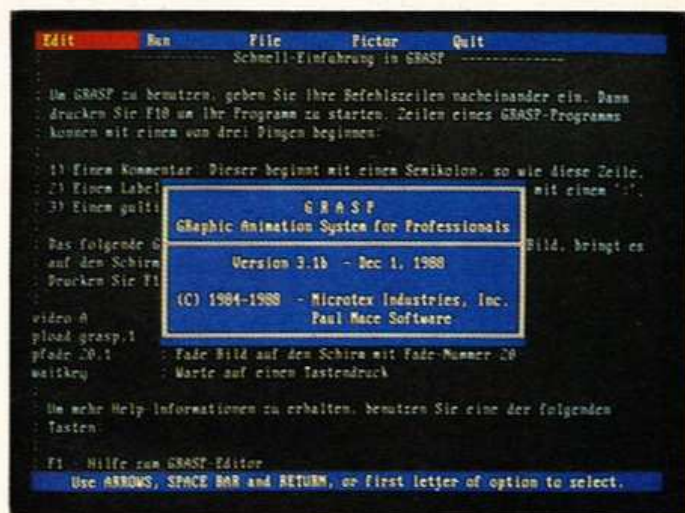 Edit Run File Pictor Quit
---------- Schnell-Einfuhrung in GRASP -------------
; Um GRASP zu benutzen, geben Sie Ihre Befehlszeilen nacheinander ein. Dann
; drucken Sie F10 um Ihr Programm zu starten. Zeilen eines GRASP-Programms
; konnen mit einem von drei Dingen beginnen:
; 1) Einem Kommentar. Dieser beginnt mit einem Semikolon, so wie diese Zeile.
; 2) Einem Label mit einem ":".
; 3) Einem gulti
G R A S P
GRaphic Animation System for Professionals
; Das folgende G Bild, bringt es
; auf den Schirm
; Drucken Sie F1
Version 3.1b - Dec 1, 1988
(C) 1984-1988 - Microtex Industries, Inc.
Paul Mace Software
video A
pload grasp,1
pfade 20,1 ; Fade Bild auf den Schirm mit Fade-Nummer 20
waitkey ; Warte auf einen Tastendruck
; Um mehr Help-Informationen zu erhalten, benutzen Sie eine der folgenden
; Tasten:
; F1 - Hilfe zum GRASP-Editor
Use ARROWS, SPACE BAR and RETURN, or first letter of option to select.